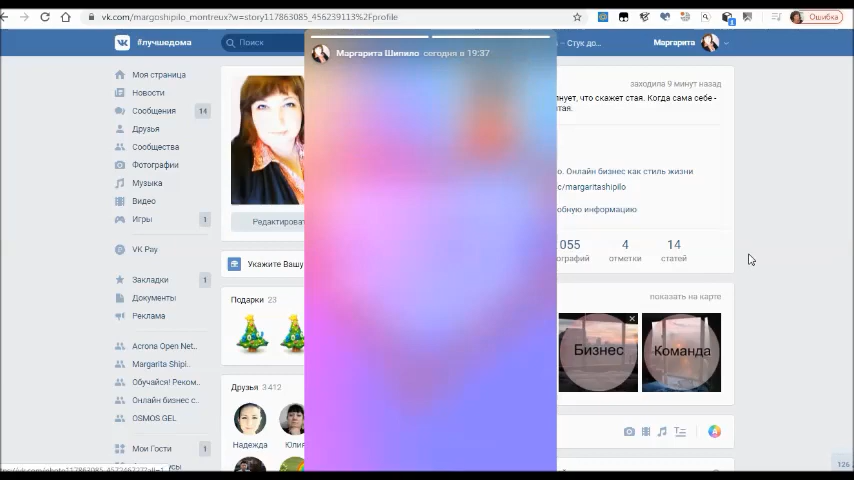 vk.com/margoshipilo_montreux?w=story117863085_456239113%2Fprofile
Ошибка
#лучшедома
Поиск
Стук до...
Маргарита
Маргарита Шипило сегодня в 19:37
Моя страница
Новости
Сообщения 14
Друзья
Сообщества
Фотографии
Музыка
Видео
Игры 1
VK Pay
Закладки 1
Документы
Реклама
Acrona Open Net..
Margarita Shipi..
Обучайся! Реком..
Онлайн бизнес с..
OSMOS GEL
Мои Гости 1
Редактирова
Укажите Вашу
Подарки 23
Друзья 3 412
Надежда
Юлия
заходила 9 минут назад
лнует, что скажет стая. Когда сама себе -
тая.
о. Онлайн бизнес как стиль жизни
c/margaritashipilo
обную информацию
055
ографий
4
отметки
14
статей
показать на карте
Бизнес
Команда
126